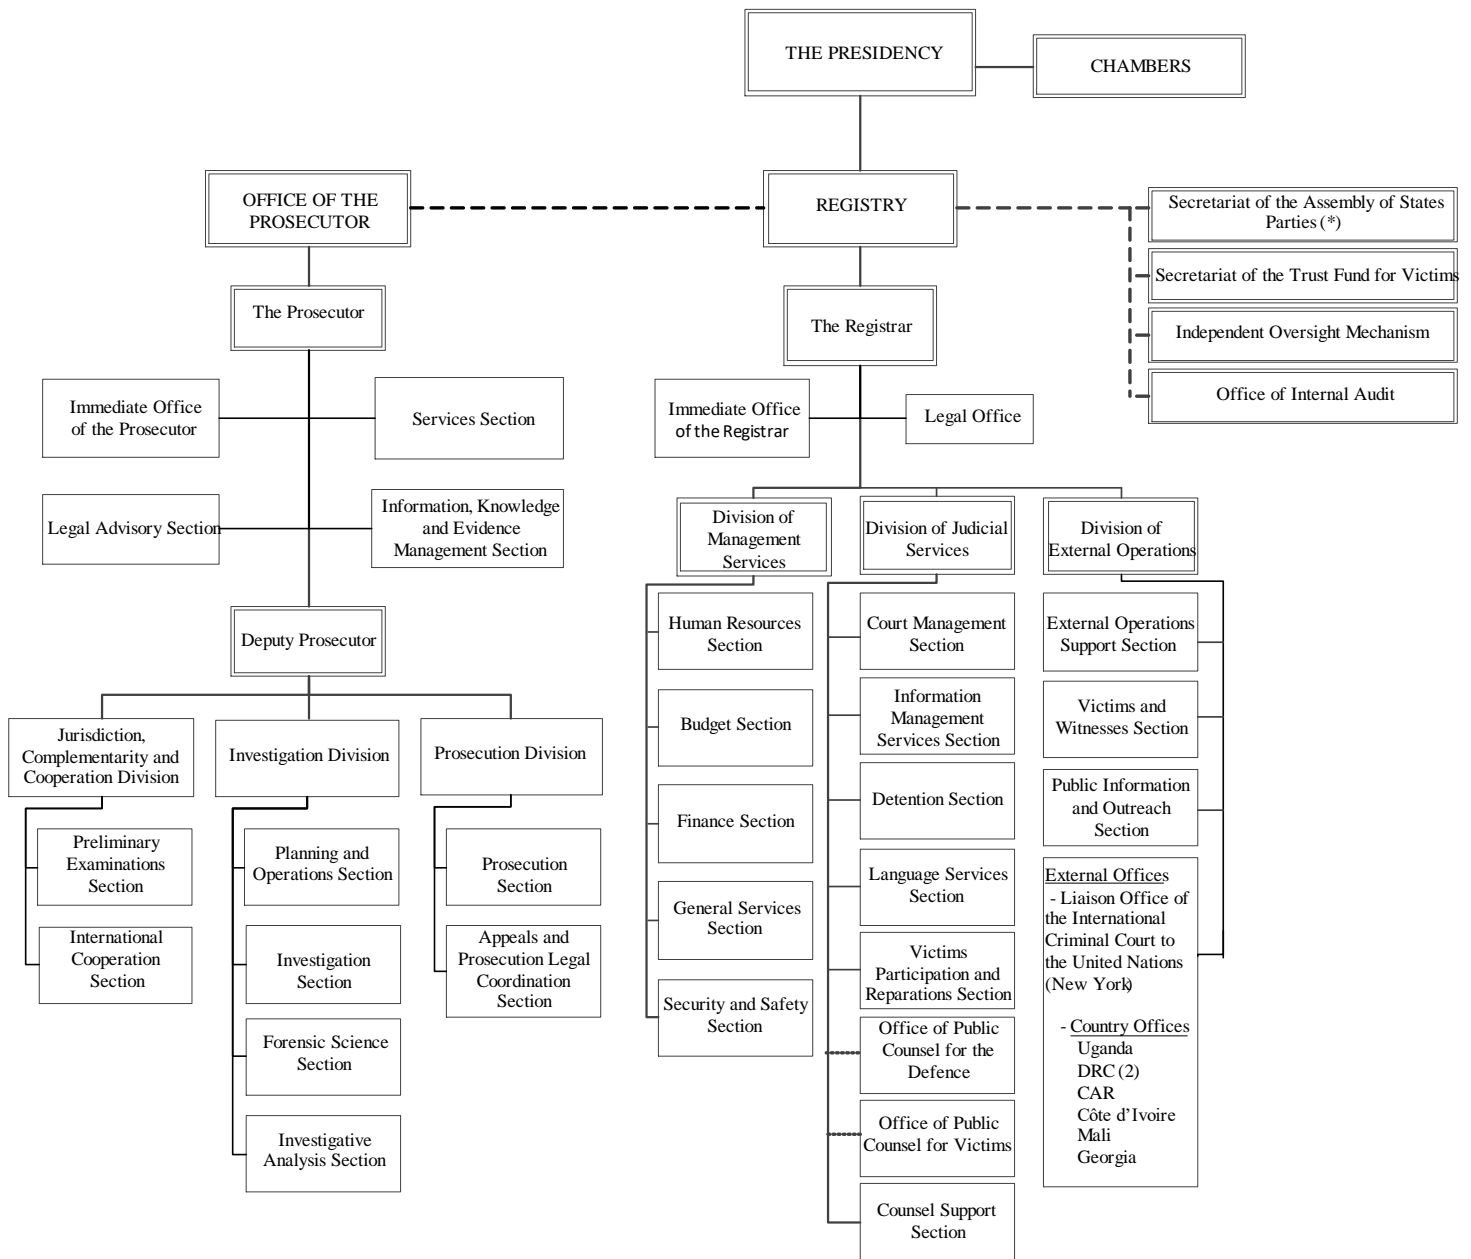 THE PRESIDENCY
CHAMBERS
OFFICE OF THE
PROSECUTOR
REGISTRY
Secretariat of the Assembly of States
Parties (*)
Secretariat of the Trust Fund for Victims
Independent Oversight Mechanism
Office of Internal Audit
The Prosecutor
Immediate Office
of the Prosecutor
Services Section
Legal Advisory Section
Information, Knowledge
and Evidence
Management Section
Deputy Prosecutor
Jurisdiction,
Complementarity and
Cooperation Division
Preliminary
Examinations
Section
International
Cooperation
Section
Investigation Division
Planning and
Operations Section
Investigation
Section
Forensic Science
Section
Investigative
Analysis Section
Prosecution Division
Prosecution
Section
Appeals and
Prosecution Legal
Coordination
Section
The Registrar
Immediate Office
of the Registrar
Legal Office
Division of
Management
Services
Human Resources
Section
Budget Section
Finance Section
General Services
Section
Security and Safety
Section
Division of Judicial
Services
Court Management
Section
Information
Management
Services Section
Detention Section
Language Services
Section
Victims
Participation and
Reparations Section
Office of Public
Counsel for the
Defence
Office of Public
Counsel for Victims
Counsel Support
Section
Division of
External Operations
External Operations
Support Section
Victims and
Witnesses Section
Public Information
and Outreach
Section
External Offices
- Liaison Office of
the International
Criminal Court to
the United Nations
(New York)
- Country Offices
Uganda
DRC (2)
CAR
Côte d’Ivoire
Mali
Georgia